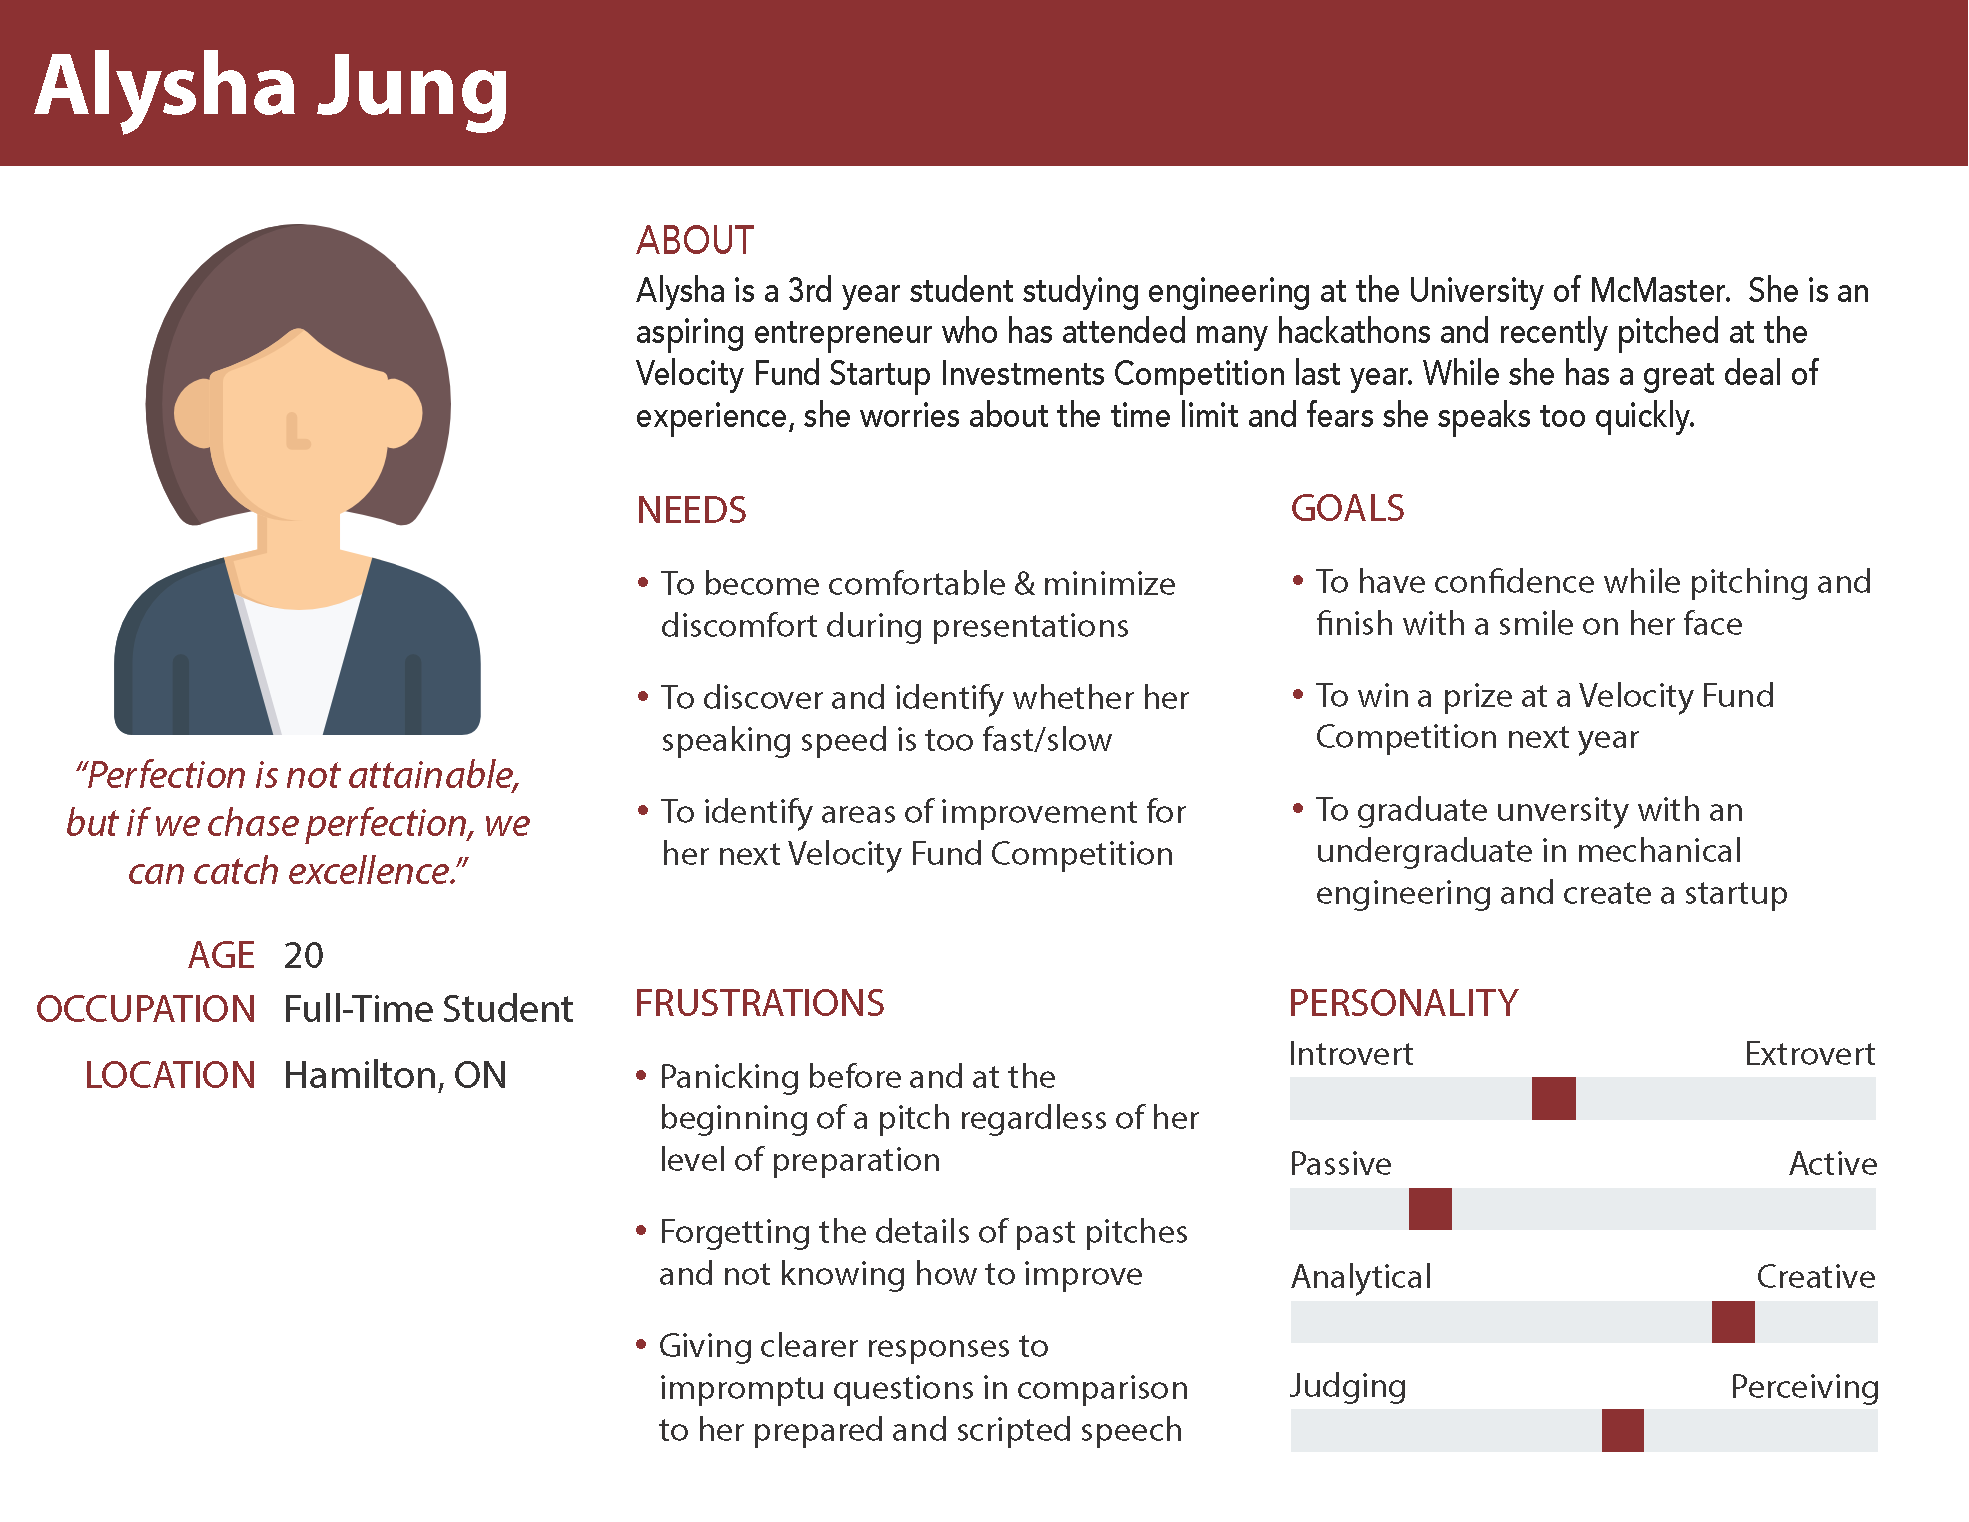 Alysha Jung
"Perfection is not attainable,
but if we chase perfection, we
can catch excellence."
AGE 20
OCCUPATION Full-Time Student
LOCATION Hamilton, ON
ABOUT
Alysha is a 3rd year student studying engineering at the University of McMaster. She is an
aspiring entrepreneur who has attended many hackathons and recently pitched at the
Velocity Fund Startup Investments Competition last year. While she has a great deal of
experience, she worries about the time limit and fears she speaks too quickly.
NEEDS
• To become comfortable & minimize
discomfort during presentations
• To discover and identify whether her
speaking speed is too fast/slow
• To identify areas of improvement for
her next Velocity Fund Competition
GOALS
• To have confidence while pitching and
finish with a smile on her face
• To win a prize at a Velocity Fund
Competition next year
• To graduate unversity with an
undergraduate in mechanical
engineering and create a startup
FRUSTRATIONS
• Panicking before and at the
beginning of a pitch regardless of her
level of preparation
• Forgetting the details of past pitches
and not knowing how to improve
• Giving clearer responses to
impromptu questions in comparison
to her prepared and scripted speech
PERSONALITY
Introvert Extrovert
Passive Active
Analytical Creative
Judging Perceiving